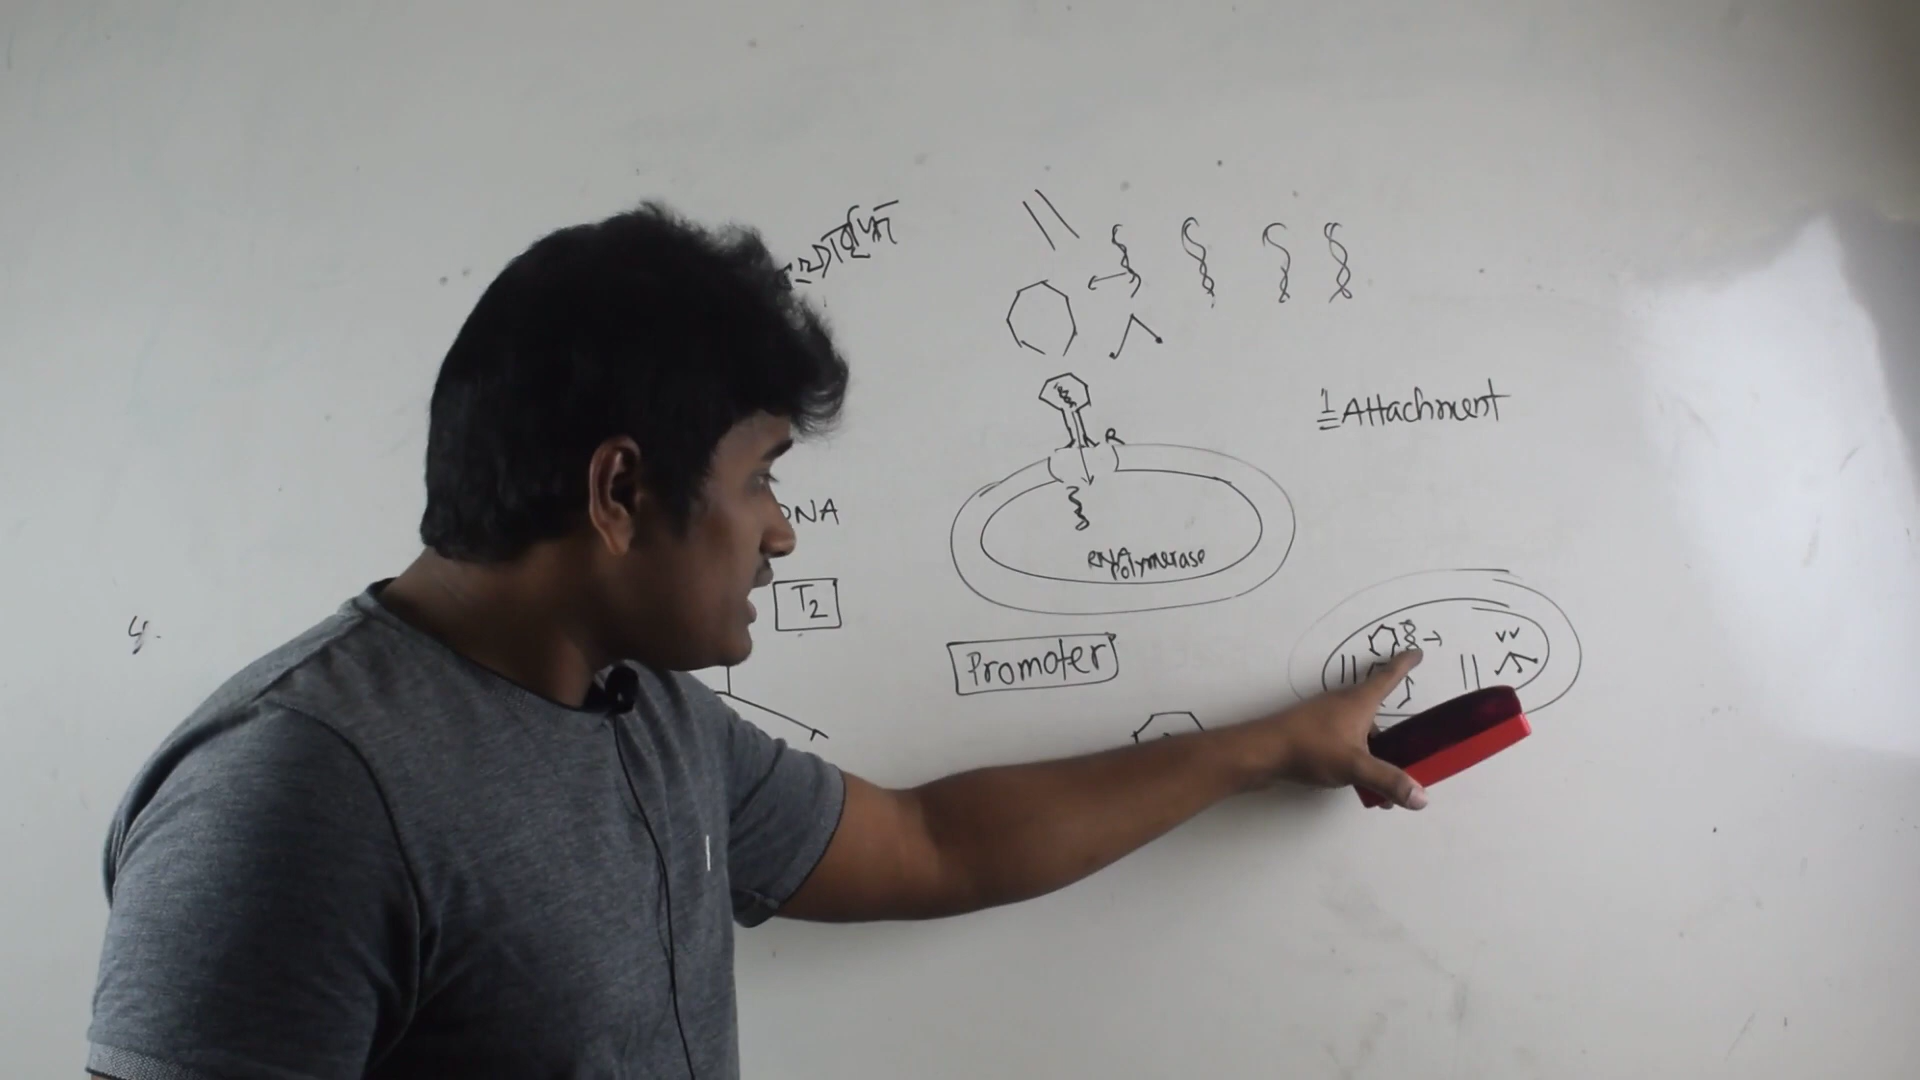 1 Attachment
R
DNA
RNA Polymerase
T2
Promoter